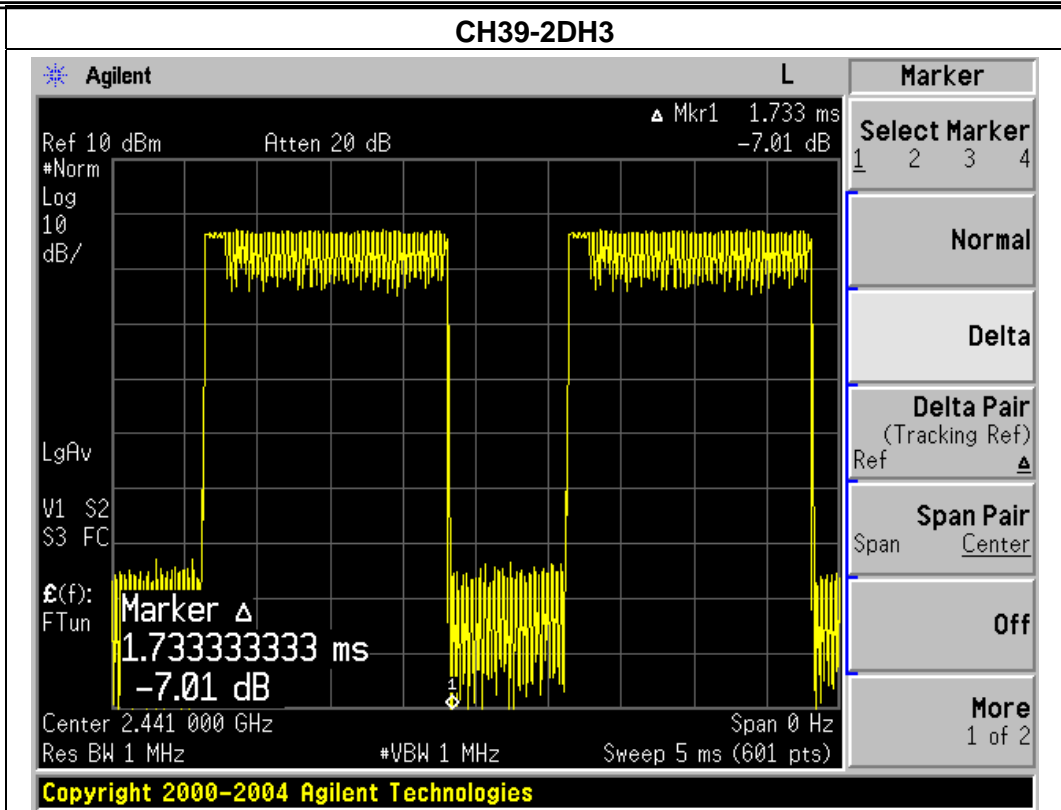 CH39-2DH3
Agilent
L
Marker
Δ Mkr1 1.733 ms
Ref 10 dBm Atten 20 dB -7.01 dB
#Norm
Log
10
dB/
LgAv
V1 S2
S3 FC
£(f):
FTun
Marker Δ
1.733333333 ms
-7.01 dB
1
Center 2.441 000 GHz Span 0 Hz
Res BW 1 MHz #VBW 1 MHz Sweep 5 ms (601 pts)
Select Marker
1 2 3 4
Normal
Delta
Delta Pair
(Tracking Ref)
Ref Δ
Span Pair
Span Center
Off
More
1 of 2
Copyright 2000-2004 Agilent Technologies